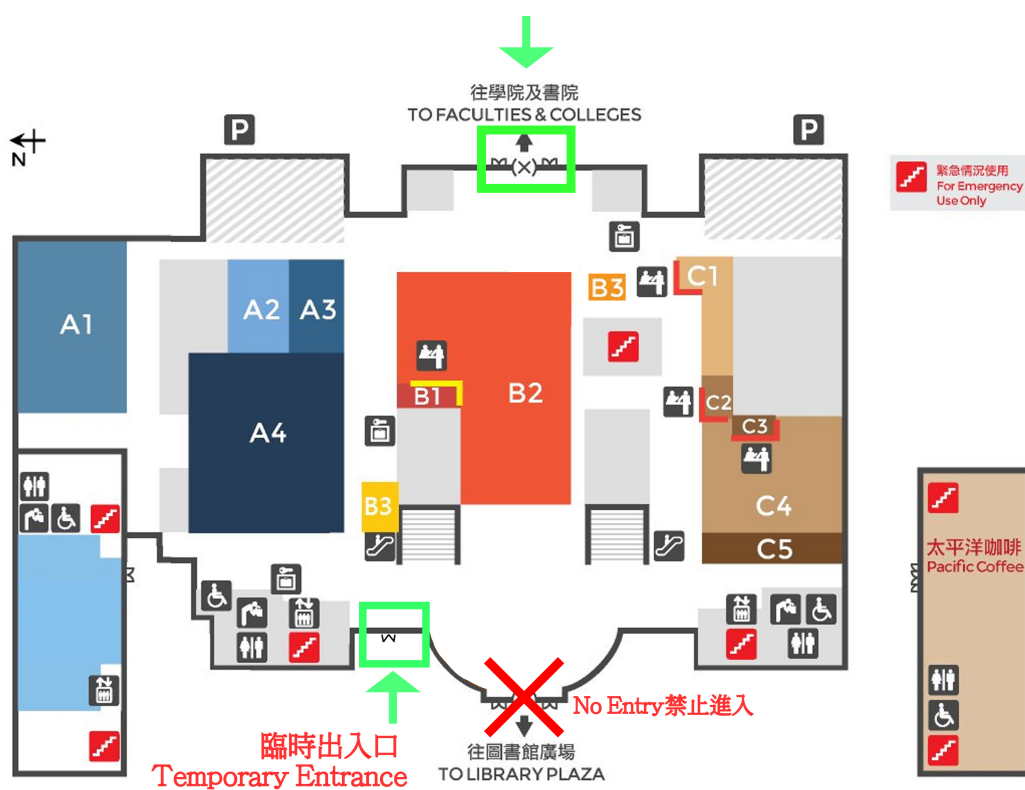 往學院及書院
TO FACULTIES & COLLEGES
P
P
N
緊急情況使用
For Emergency
Use Only
A1
A2
A3
A4
B1
B2
B3
B3
C1
C2
C3
C4
C5
太平洋咖啡
Pacific Coffee
臨時出入口
Temporary Entrance
No Entry禁止進入
往圖書館廣場
TO LIBRARY PLAZA